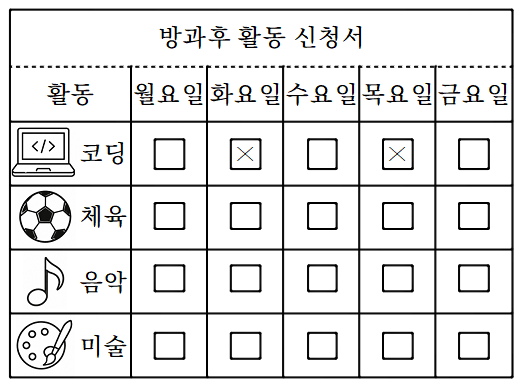 방과후 활동 신청서
활동 월요일 화요일 수요일 목요일 금요일
</> 코딩
체육
음악
미술